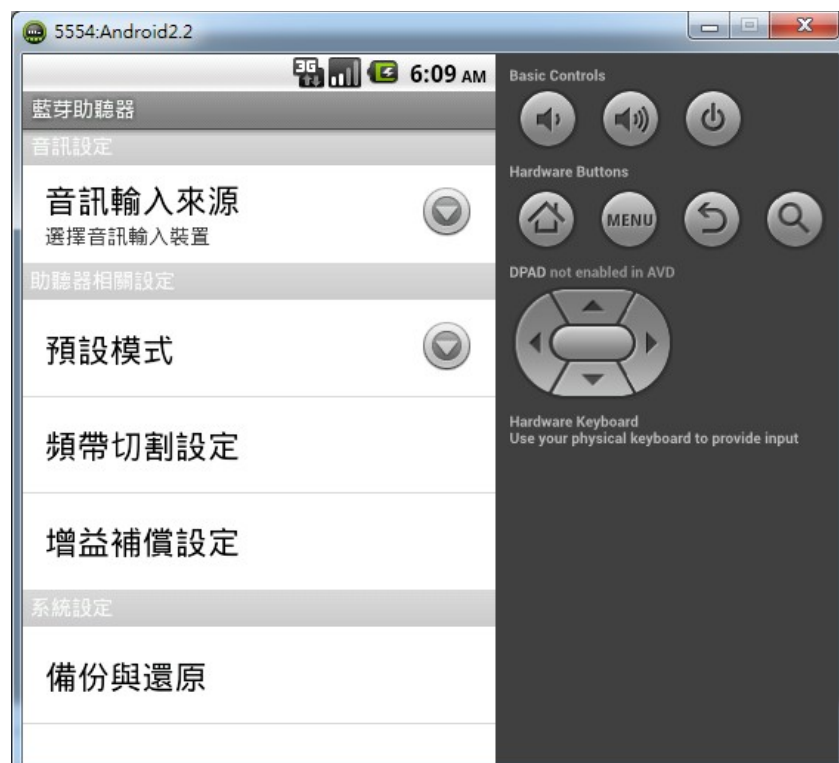 5554:Android2.2
3G
6:09 AM
藍芽助聽器
音訊設定
音訊輸入來源
選擇音訊輸入裝置
助聽器相關設定
預設模式
頻帶切割設定
增益補償設定
系統設定
備份與還原
Basic Controls
Hardware Buttons
MENU
DPAD not enabled in AVD
Hardware Keyboard
Use your physical keyboard to provide input